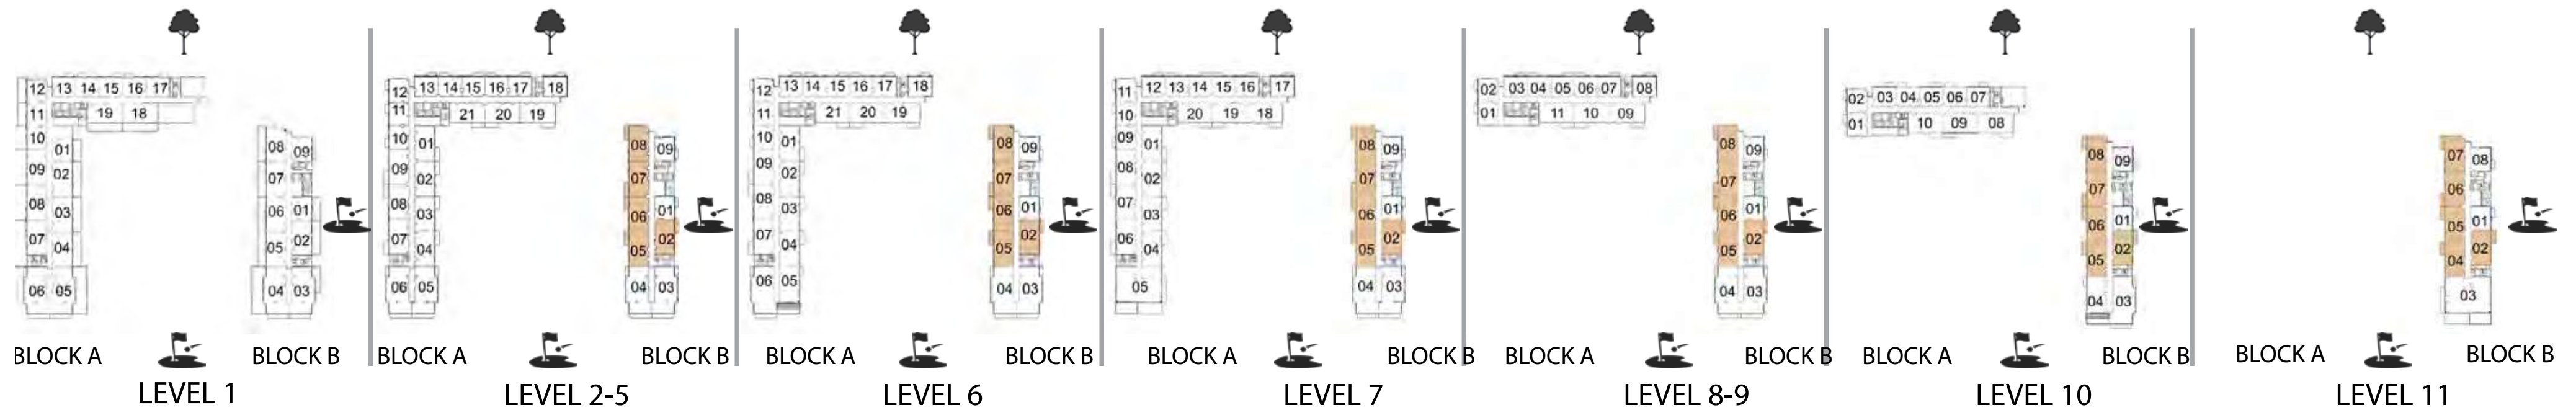 12 13 14 15 16 17
11 19 18
10 01
09 02
08 03
07 04
06 05
08 09
07
06 01
05 02
04 03
BLOCK A BLOCK B
LEVEL 1
12 13 14 15 16 17 18
11 21 20 19
10 01
09 02
08 03
07 04
06 05
08 09
07
06 01
05 02
04 03
BLOCK A BLOCK B
LEVEL 2-5
12 13 14 15 16 17 18
11 21 20 19
10 01
09 02
08 03
07 04
06 05
08 09
07
06 01
05 02
04 03
BLOCK A BLOCK B
LEVEL 6
11 12 13 14 15 16 17
10 20 19 18
09 01
08 02
07 03
06 04
05
08 09
07
06 01
05 02
04 03
BLOCK A BLOCK B
LEVEL 7
02 03 04 05 06 07 08
01 11 10 09
08 09
07
06 01
05 02
04 03
BLOCK A BLOCK B
LEVEL 8-9
02 03 04 05 06 07
01 10 09 08
08 09
07
06 01
05 02
04 03
BLOCK A BLOCK B
LEVEL 10
07 08
06
05 01
04 02
03
BLOCK A BLOCK B
LEVEL 11